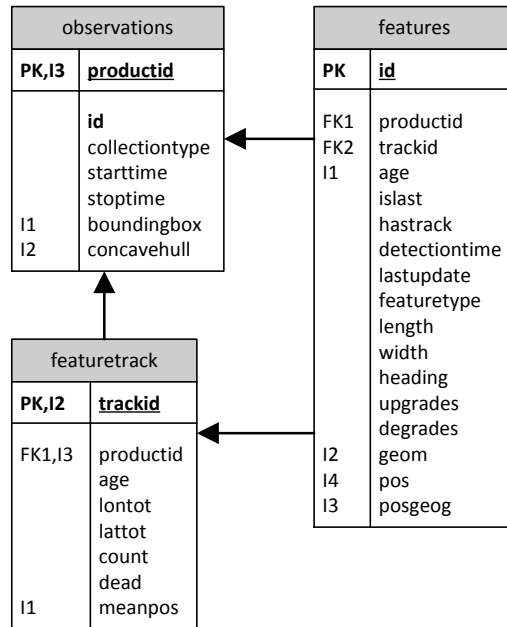 observations
PK,I3 productid
id
collectiontype
starttime
stoptime
I1 boundingbox
I2 concavehull
featuretrack
PK,I2 trackid
FK1,I3 productid
age
lontot
lattot
count
dead
I1 meanpos
features
PK id
FK1 productid
FK2 trackid
I1 age
islast
hastrack
detectiontime
lastupdate
featuretype
length
width
heading
upgrades
degrades
I2 geom
I4 pos
I3 posgeog